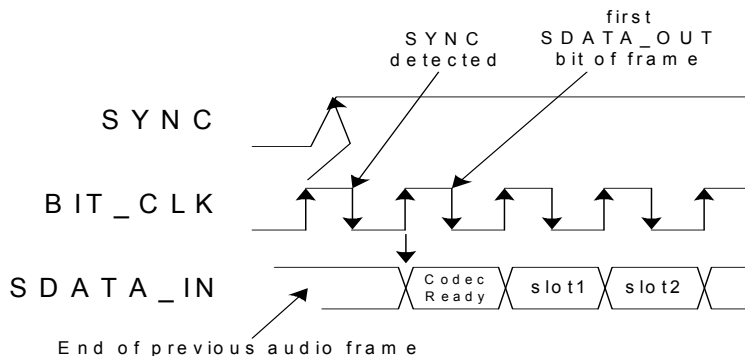 SYNC
detected
first
SDATA_OUT
bit of frame
SYNC
BIT_CLK
SDATA_IN
Codec
Ready
slot1
slot2
End of previous audio frame